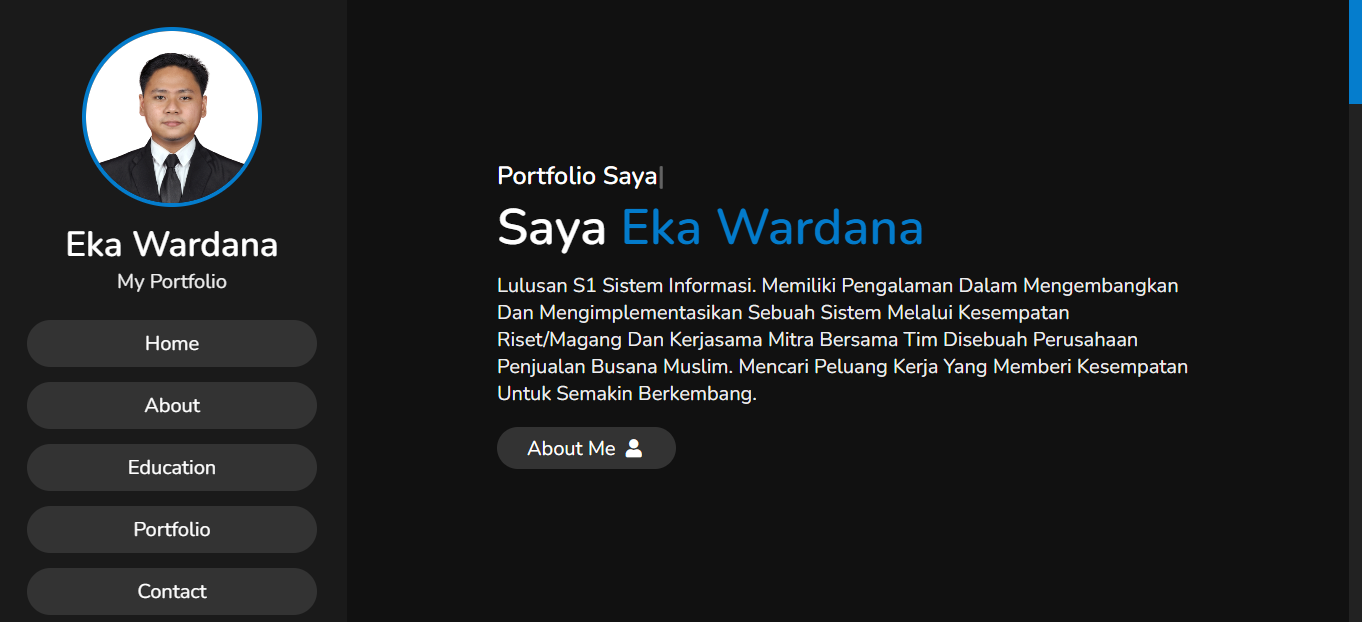 Eka Wardana
My Portfolio
Home
About
Education
Portfolio
Contact
Portfolio Saya|
Saya Eka Wardana
Lulusan S1 Sistem Informasi. Memiliki Pengalaman Dalam Mengembangkan
Dan Mengimplementasikan Sebuah Sistem Melalui Kesempatan
Riset/Magang Dan Kerjasama Mitra Bersama Tim Disebuah Perusahaan
Penjualan Busana Muslim. Mencari Peluang Kerja Yang Memberi Kesempatan
Untuk Semakin Berkembang.
About Me